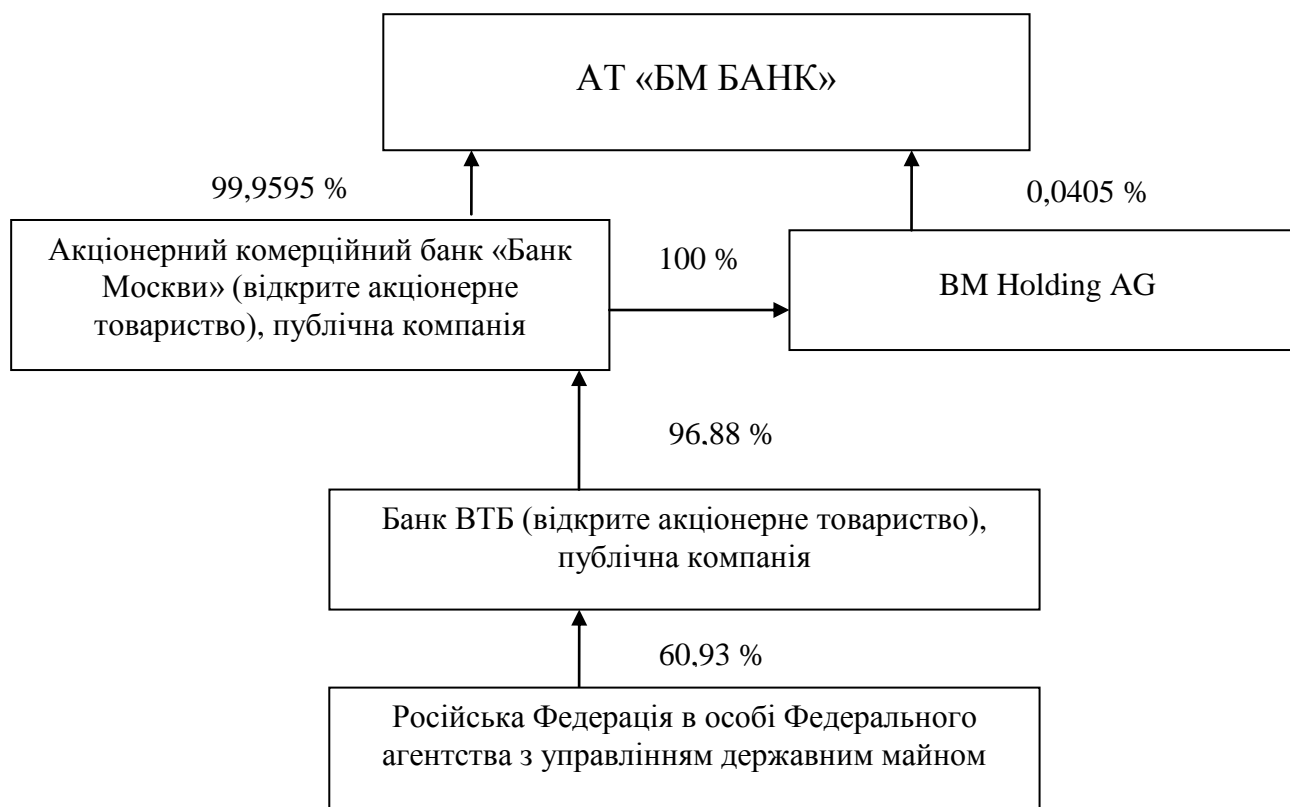 АТ «БМ БАНК»
99,9595 %
0,0405 %
Акціонерний комерційний банк «Банк
Москви» (відкрите акціонерне
товариство), публічна компанія
100 %
BM Holding AG
96,88 %
Банк ВТБ (відкрите акціонерне товариство),
публічна компанія
60,93 %
Російська Федерація в особі Федерального
агентства з управлінням державним майном